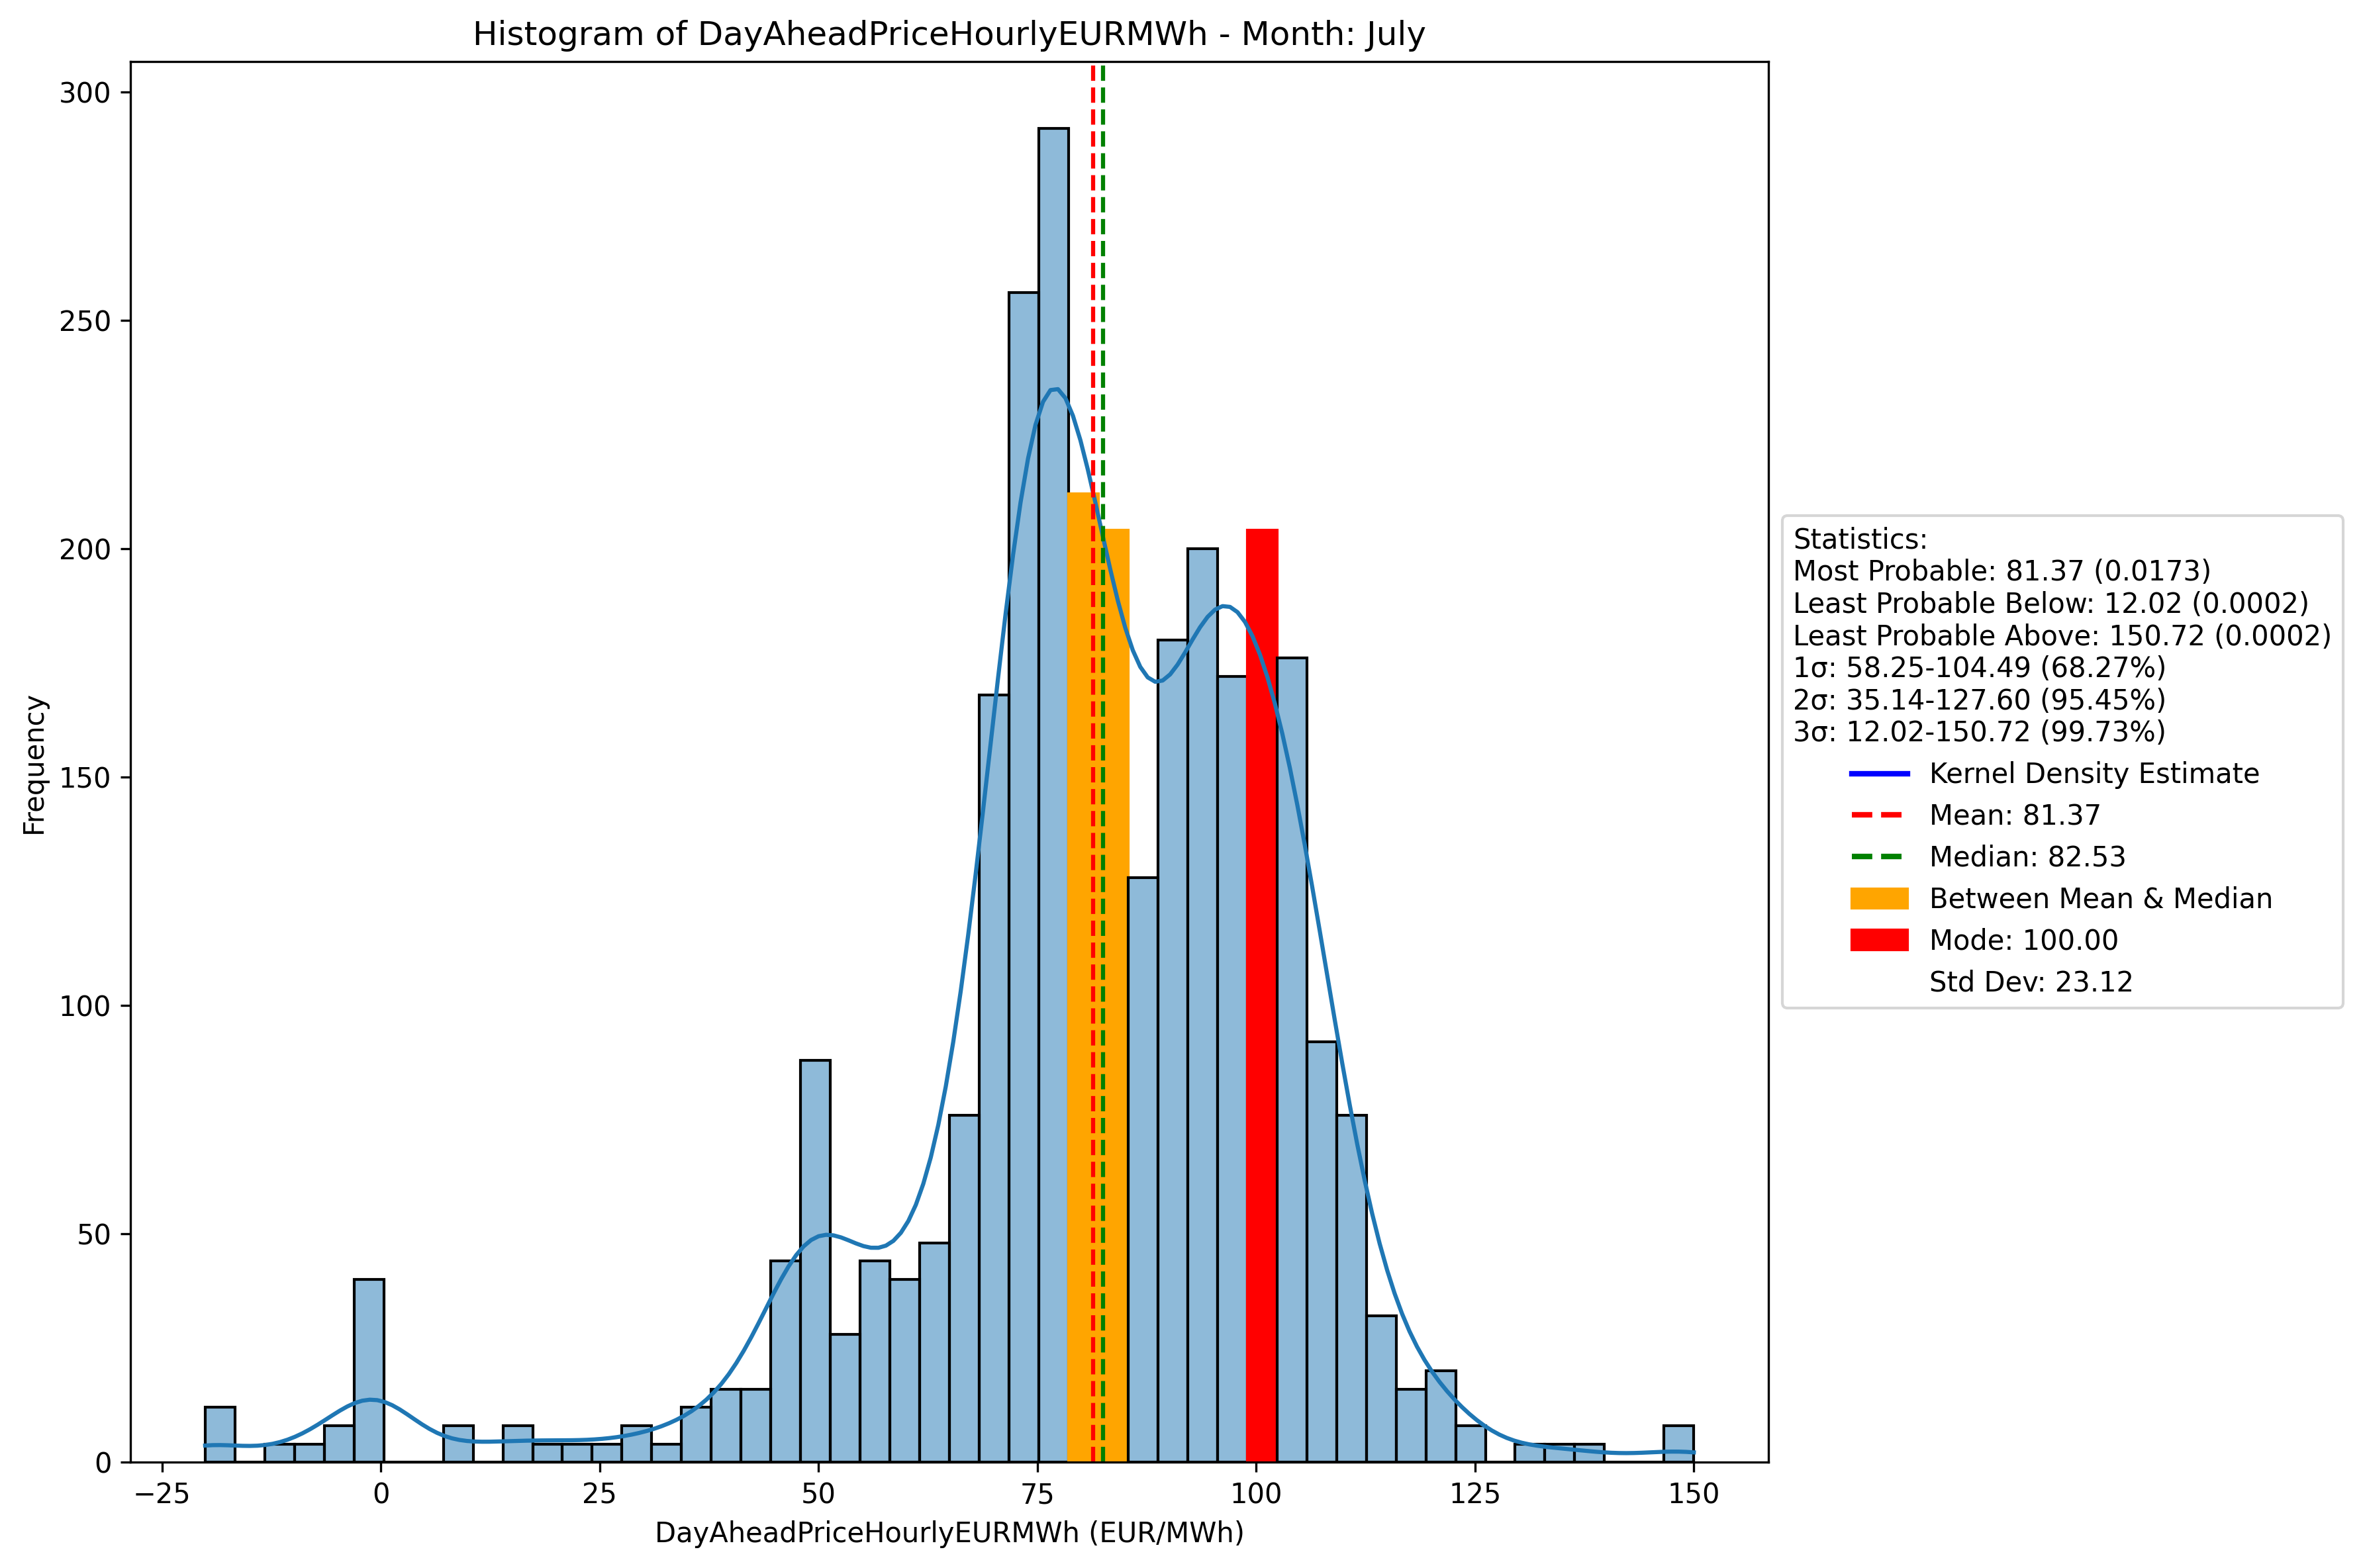 Histogram of DayAheadPriceHourlyEURMWh - Month: July
300
250
200
150
100
50
0
Frequency
−25
0
25
50
75
100
125
150
DayAheadPriceHourlyEURMWh (EUR/MWh)
Statistics:
Most Probable: 81.37 (0.0173)
Least Probable Below: 12.02 (0.0002)
Least Probable Above: 150.72 (0.0002)
1σ: 58.25-104.49 (68.27%)
2σ: 35.14-127.60 (95.45%)
3σ: 12.02-150.72 (99.73%)
Kernel Density Estimate
Mean: 81.37
Median: 82.53
Between Mean & Median
Mode: 100.00
Std Dev: 23.12